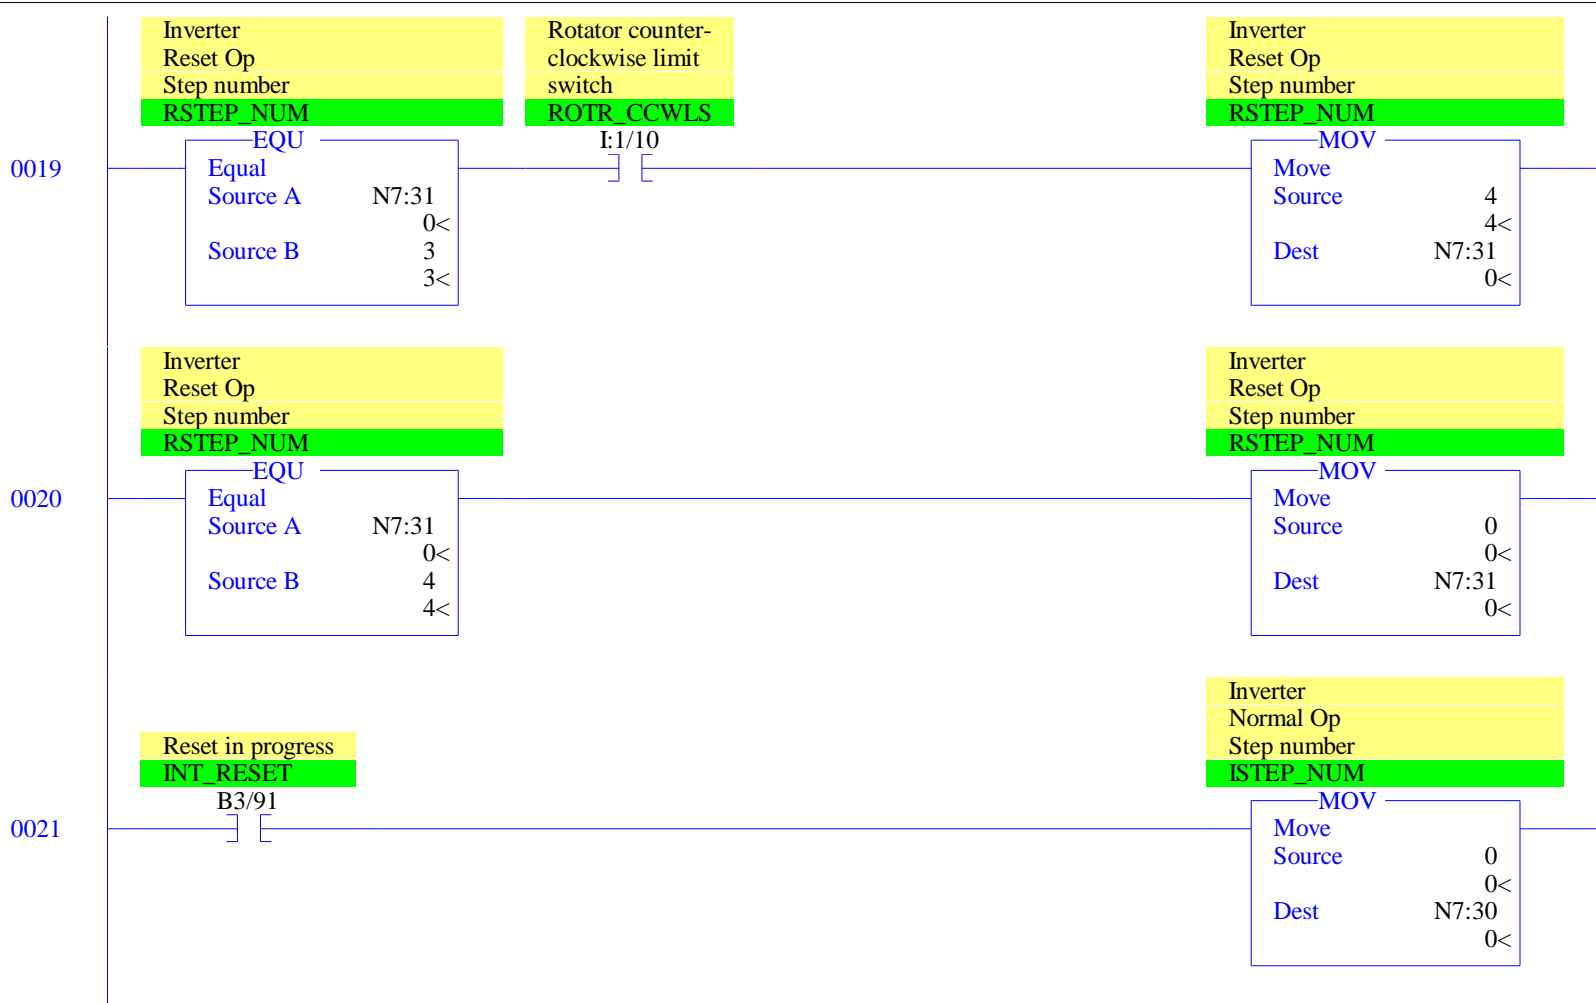 Inverter
Reset Op
Step number
RSTEP_NUM
Rotator counter-
clockwise limit
switch
ROTR_CCWLS
I:1/10
Inverter
Reset Op
Step number
RSTEP_NUM
0019
EQU
Equal
Source A N7:31
0<
Source B 3
3<
MOV
Move
Source 4
4<
Dest N7:31
0<
Inverter
Reset Op
Step number
RSTEP_NUM
Inverter
Reset Op
Step number
RSTEP_NUM
0020
EQU
Equal
Source A N7:31
0<
Source B 4
4<
MOV
Move
Source 0
0<
Dest N7:31
0<
Reset in progress
INT_RESET
B3/91
Inverter
Normal Op
Step number
ISTEP_NUM
0021
MOV
Move
Source 0
0<
Dest N7:30
0<